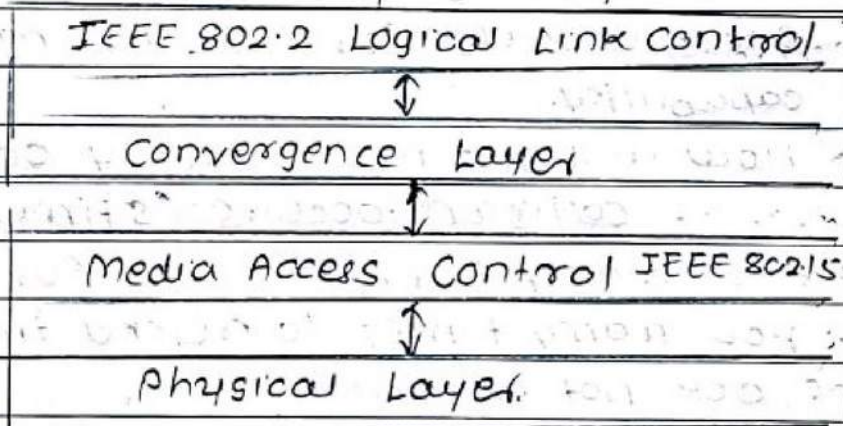 IEEE 802.2 Logical Link Control
↕
Convergence Layer
↕
Media Access Control IEEE 802.15
↕
Physical Layer.